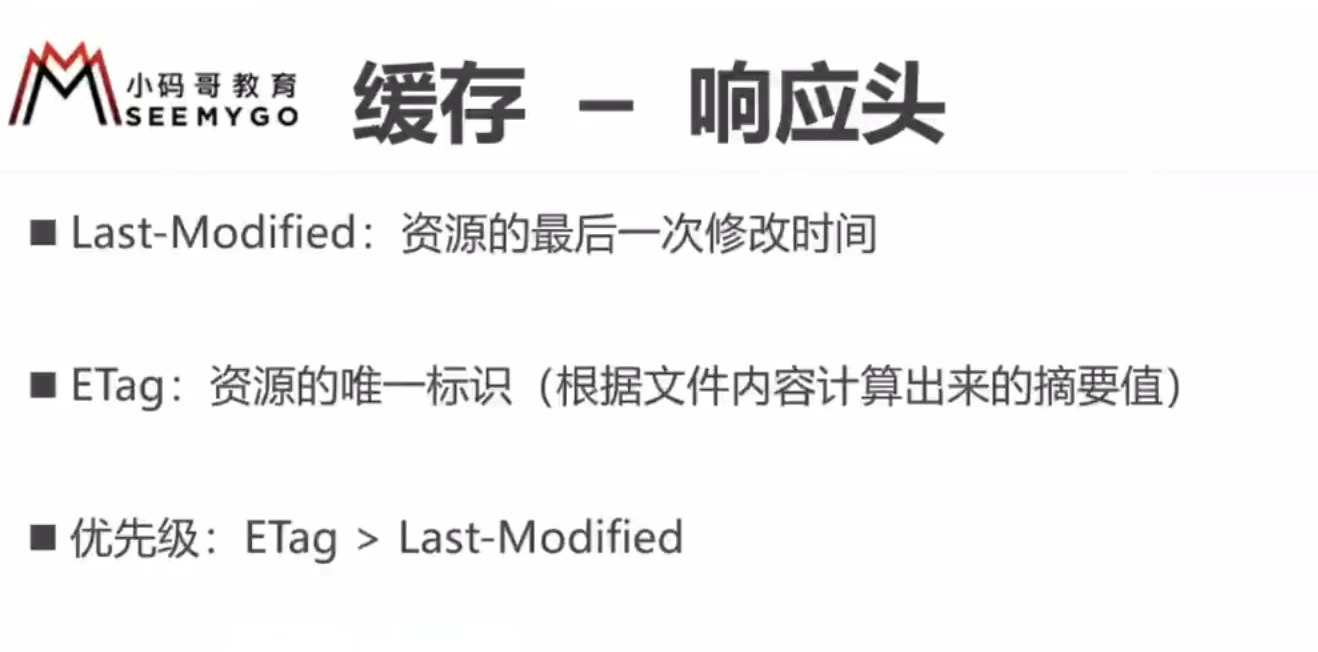 小码哥教育
SEEMYGO
缓存 – 响应头
■ Last-Modified：资源的最后一次修改时间
■ ETag：资源的唯一标识（根据文件内容计算出来的摘要值）
■ 优先级：ETag > Last-Modified